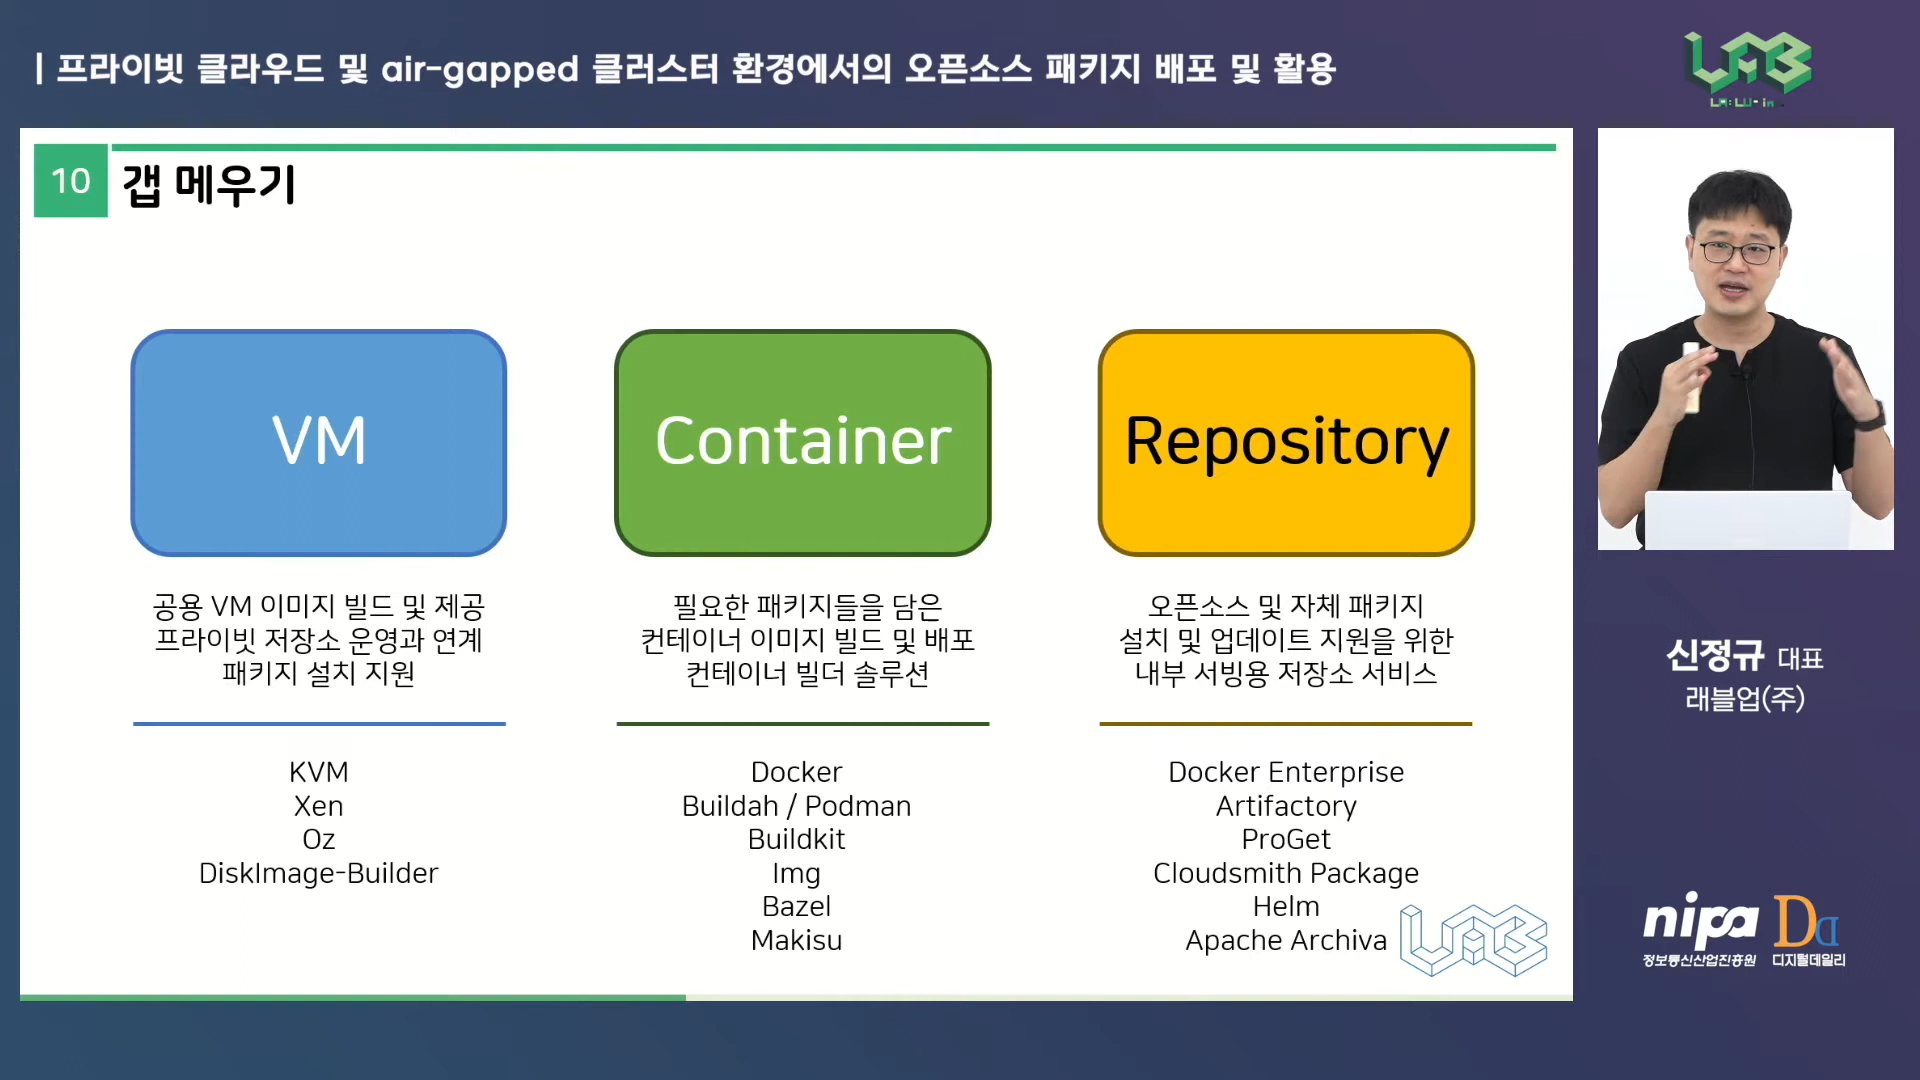 | 프라이빗 클라우드 및 air-gapped 클러스터 환경에서의 오픈소스 패키지 배포 및 활용
10
갭 메우기
VM
공용 VM 이미지 빌드 및 제공
프라이빗 저장소 운영과 연계
패키지 설치 지원
KVM
Xen
Oz
DiskImage-Builder
Container
필요한 패키지들을 담은
컨테이너 이미지 빌드 및 배포
컨테이너 빌더 솔루션
Docker
Buildah / Podman
Buildkit
Img
Bazel
Makisu
Repository
오픈소스 및 자체 패키지
설치 및 업데이트 지원을 위한
내부 서빙용 저장소 서비스
Docker Enterprise
Artifactory
ProGet
Cloudsmith Package
Helm
Apache Archiva
신정규 대표
래블업(주)
nipa
정보통신산업진흥원
Dd
디지털데일리